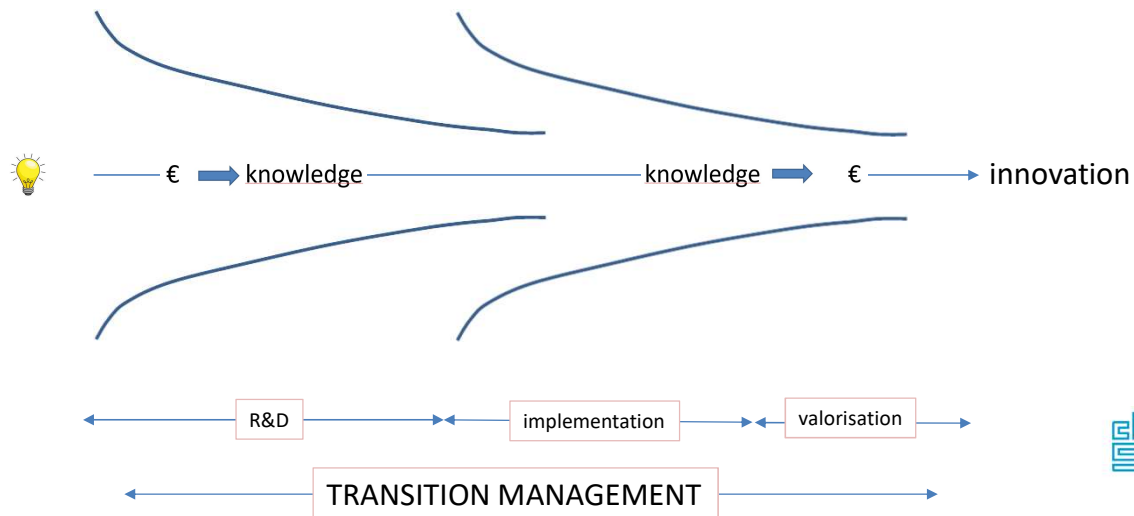 € knowledge knowledge € innovation
R&D implementation valorisation
TRANSITION MANAGEMENT